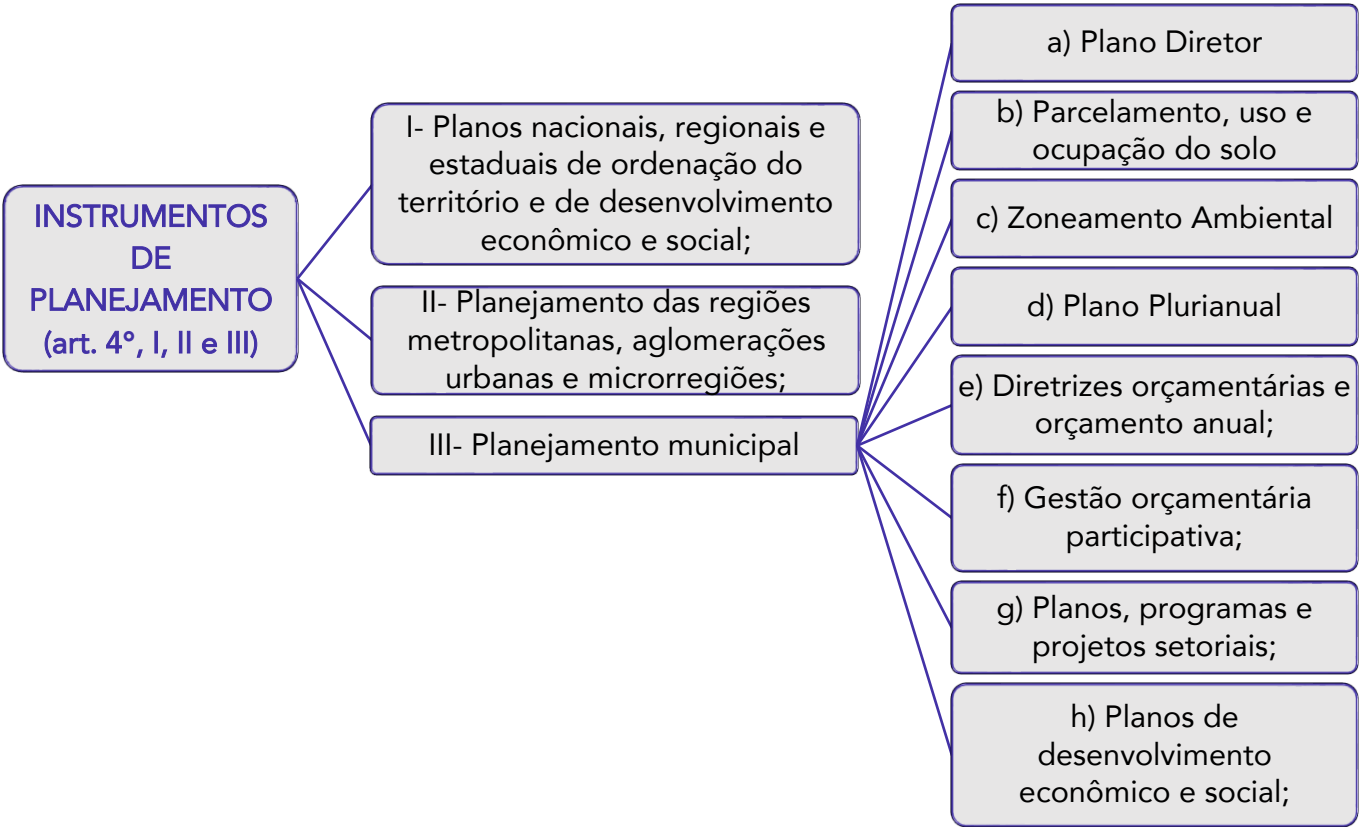 INSTRUMENTOS
DE
PLANEJAMENTO
(art. 4º, I, II e III)
I- Planos nacionais, regionais e
estaduais de ordenação do
território e de desenvolvimento
econômico e social;
II- Planejamento das regiões
metropolitanas, aglomerações
urbanas e microrregiões;
III- Planejamento municipal
a) Plano Diretor
b) Parcelamento, uso e
ocupação do solo
c) Zoneamento Ambiental
d) Plano Plurianual
e) Diretrizes orçamentárias e
orçamento anual;
f) Gestão orçamentária
participativa;
g) Planos, programas e
projetos setoriais;
h) Planos de
desenvolvimento
econômico e social;